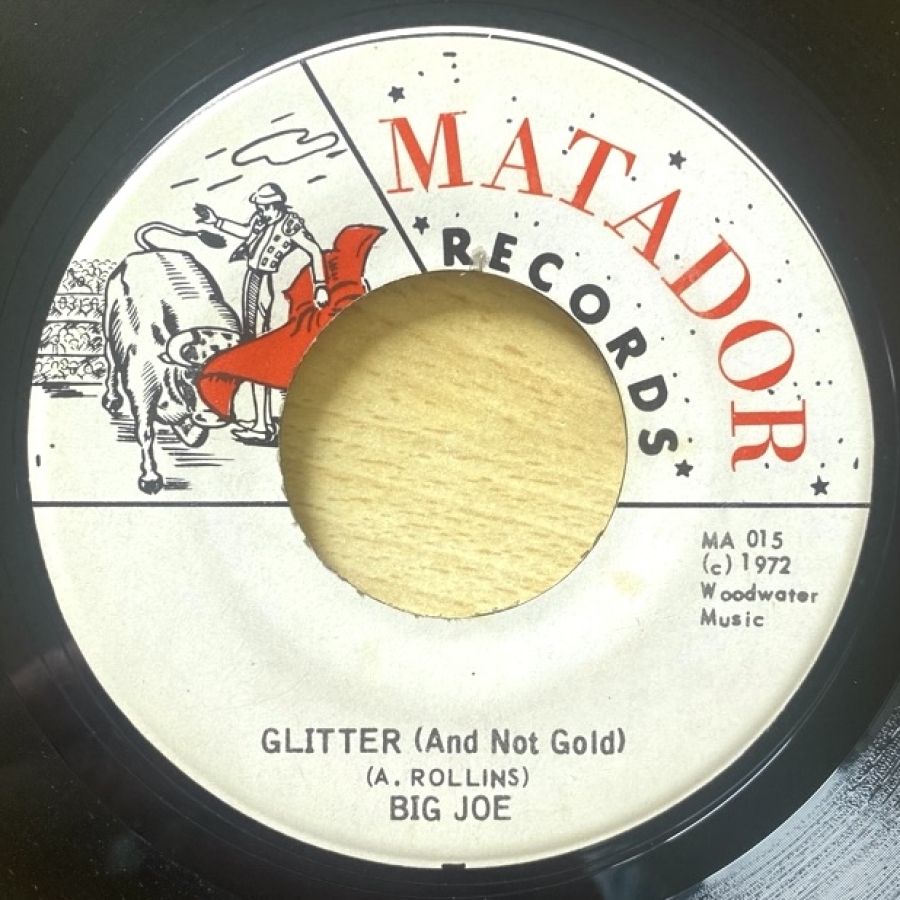 MATADOR
RECORDS
MA 015
(c) 1972
Woodwater
Music
GLITTER (And Not Gold)
(A. ROLLINS)
BIG JOE